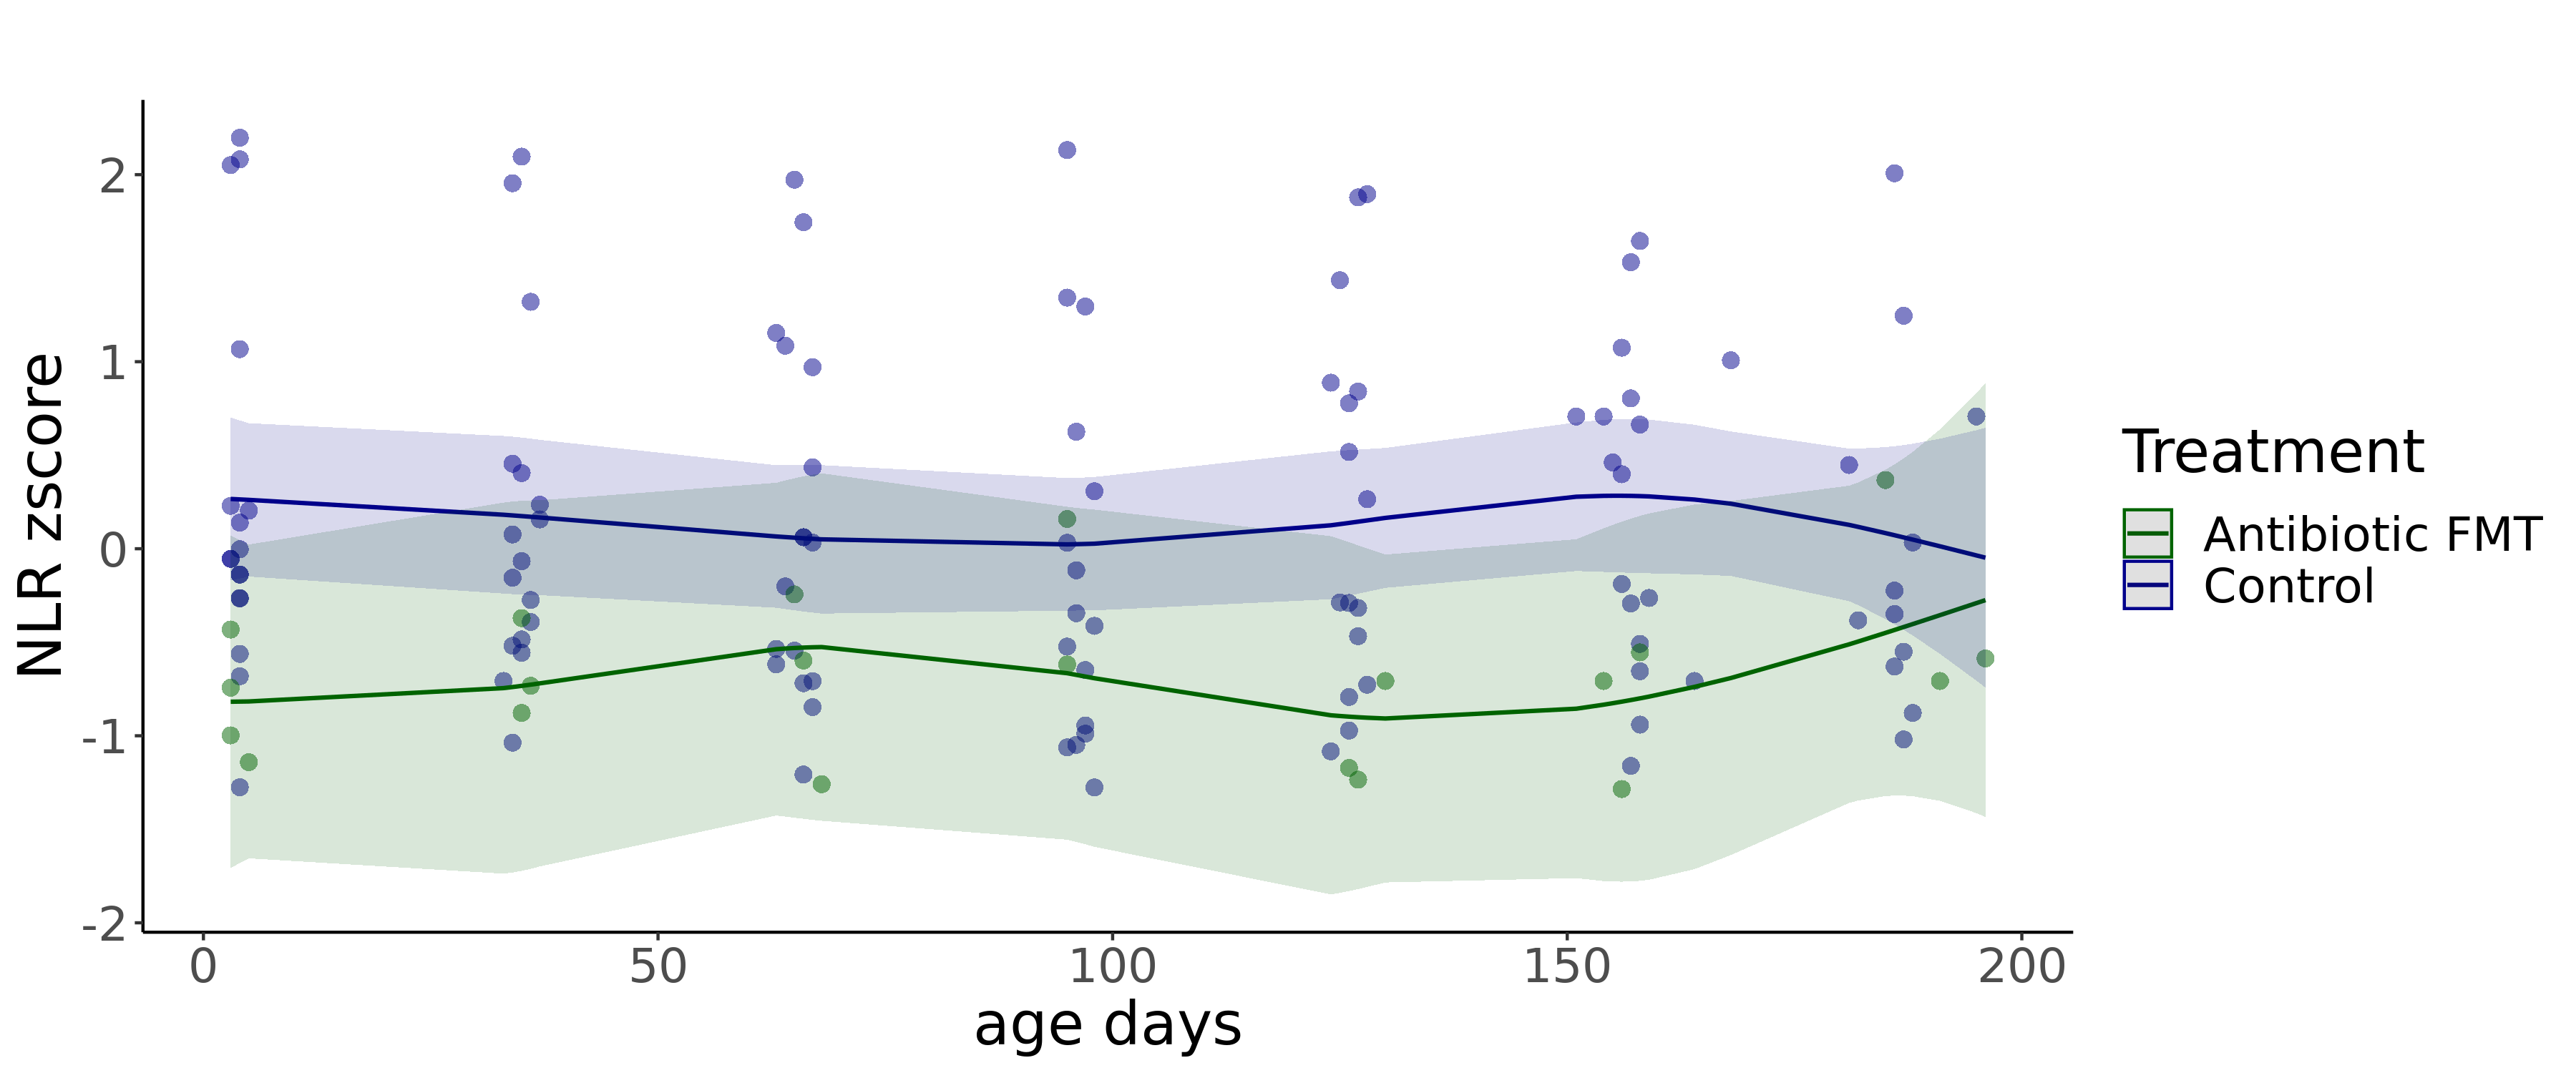 2
1
0
-1
-2
NLR zscore
0 50 100 150 200
age days
Treatment
Antibiotic FMT
Control